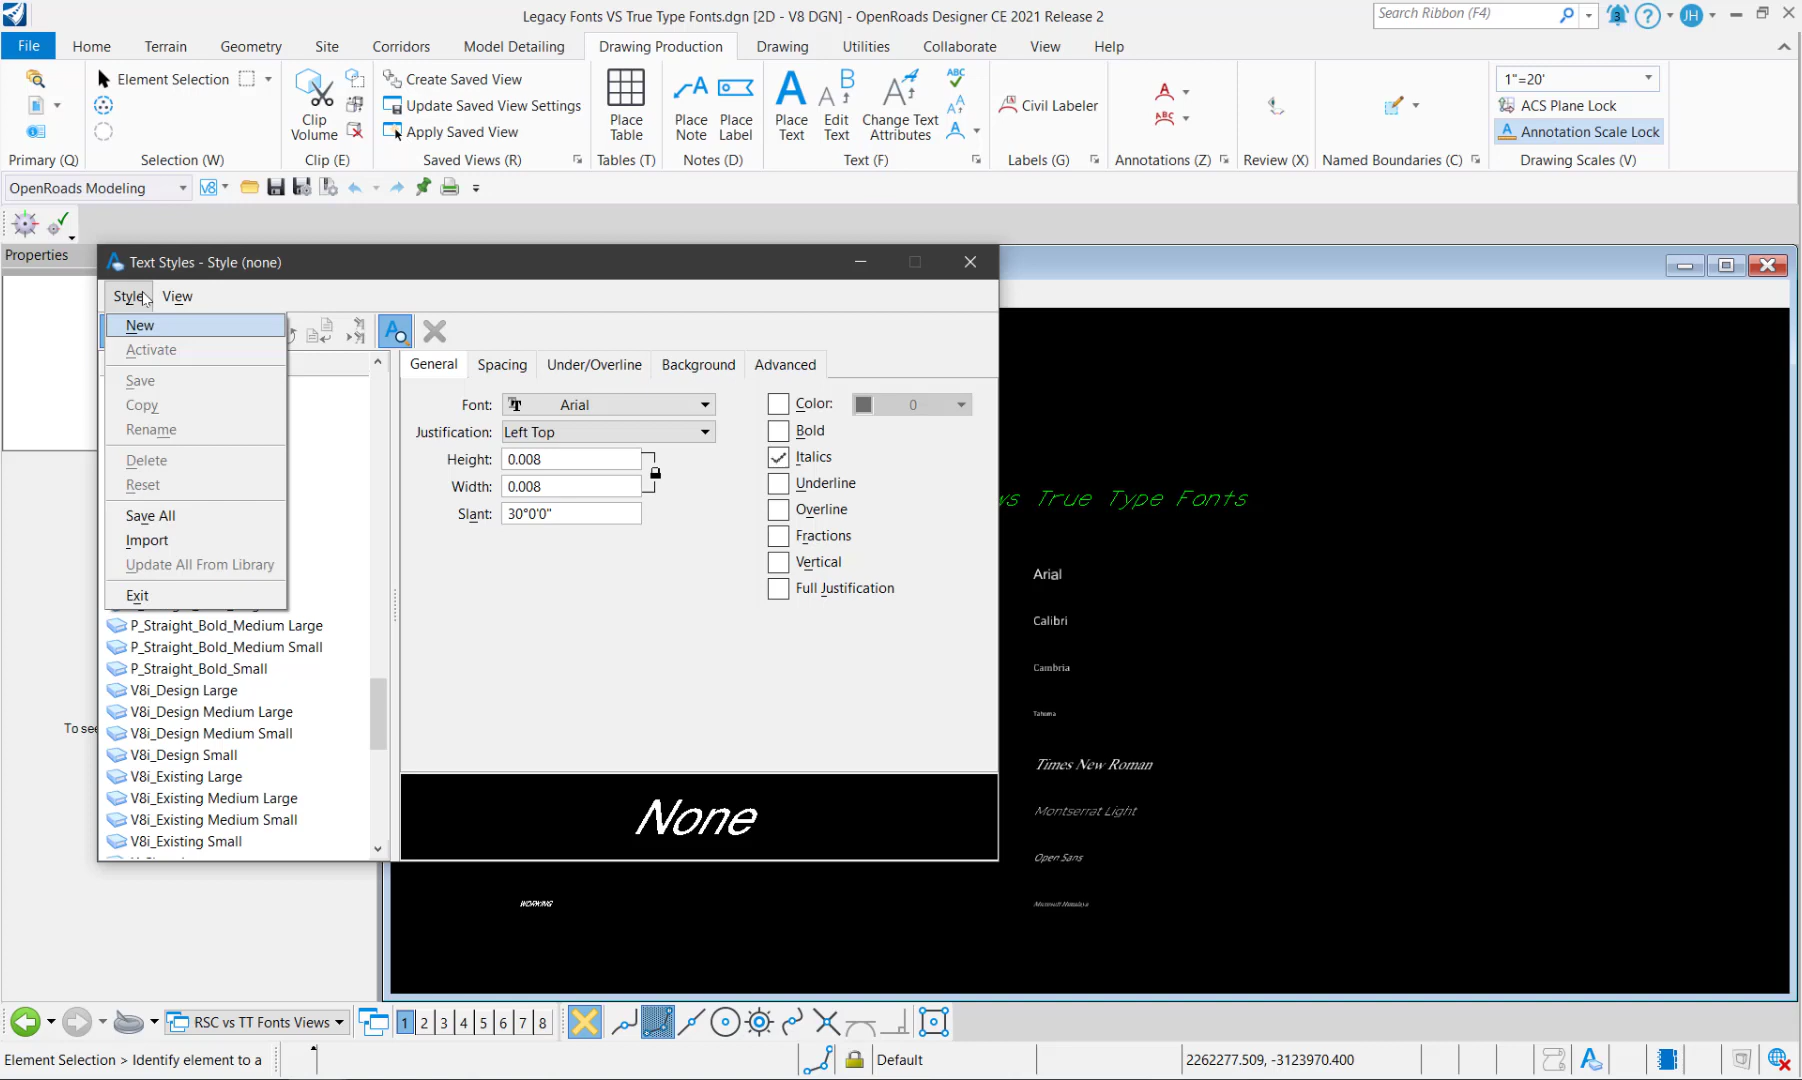 Legacy Fonts VS True Type Fonts.dgn [2D - V8 DGN] - OpenRoads Designer CE 2021 Release 2
Search Ribbon (F4)
3
JH
File Home Terrain Geometry Site Corridors Model Detailing Drawing Production Drawing Utilities Collaborate View Help
Element Selection
Clip Volume
Create Saved View
Update Saved View Settings
Apply Saved View
Place Table
Place Note
Place Label
Place Text
Edit Text
Change Text Attributes
Civil Labeler
1"=20'
ACS Plane Lock
Annotation Scale Lock
Primary (Q) Selection (W) Clip (E) Saved Views (R) Tables (T) Notes (D) Text (F) Labels (G) Annotations (Z) Review (X) Named Boundaries (C) Drawing Scales (V)
OpenRoads Modeling
Properties
Text Styles - Style (none)
Style View
New
Activate
Save
Copy
Rename
Delete
Reset
Save All
Import
Update All From Library
Exit
P_Straight_Bold_Medium Large
P_Straight_Bold_Medium Small
P_Straight_Bold_Small
V8i_Design Large
V8i_Design Medium Large
V8i_Design Medium Small
V8i_Design Small
V8i_Existing Large
V8i_Existing Medium Large
V8i_Existing Medium Small
V8i_Existing Small
To see
General Spacing Under/Overline Background Advanced
Font: Arial
Justification: Left Top
Height: 0.008
Width: 0.008
Slant: 30°0'0"
Color: 0
Bold
Italics
Underline
Overline
Fractions
Vertical
Full Justification
None
vs True Type Fonts
Arial
Calibri
Cambria
Tahoma
Times New Roman
Montserrat Light
Open Sans
WORKING
RSC vs TT Fonts Views
1 2 3 4 5 6 7 8
Element Selection > Identify element to a
Default
2262277.509, -3123970.400